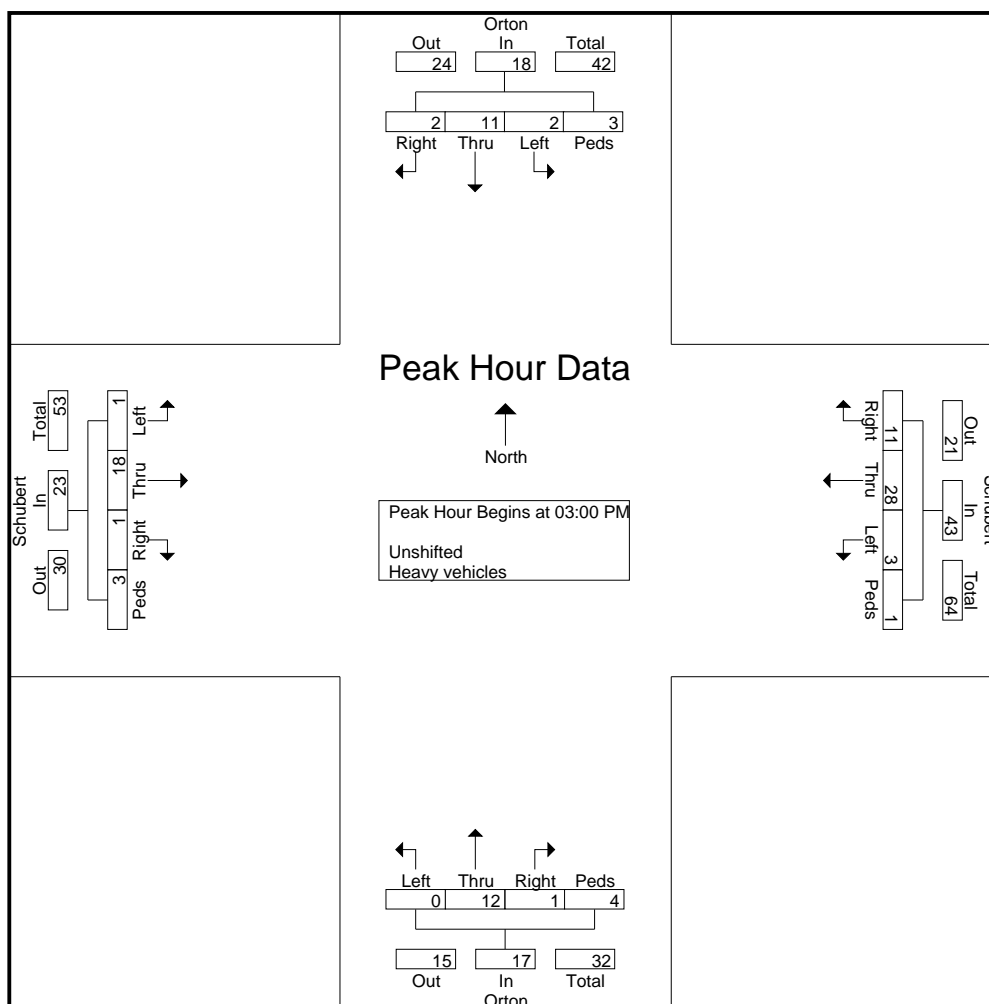 Orton
Out In Total
24 18 42
2 11 2 3
Right Thru Left Peds
Peak Hour Data
North
Peak Hour Begins at 03:00 PM
Unshifted
Heavy vehicles
Schubert
Out In Total
30 23 53
Left Thru Right Peds
1 18 1 3
Schubert
Out In Total
21 43 64
Right Thru Left Peds
11 28 3 1
Left Thru Right Peds
0 12 1 4
15 17 32
Out In Total
Orton